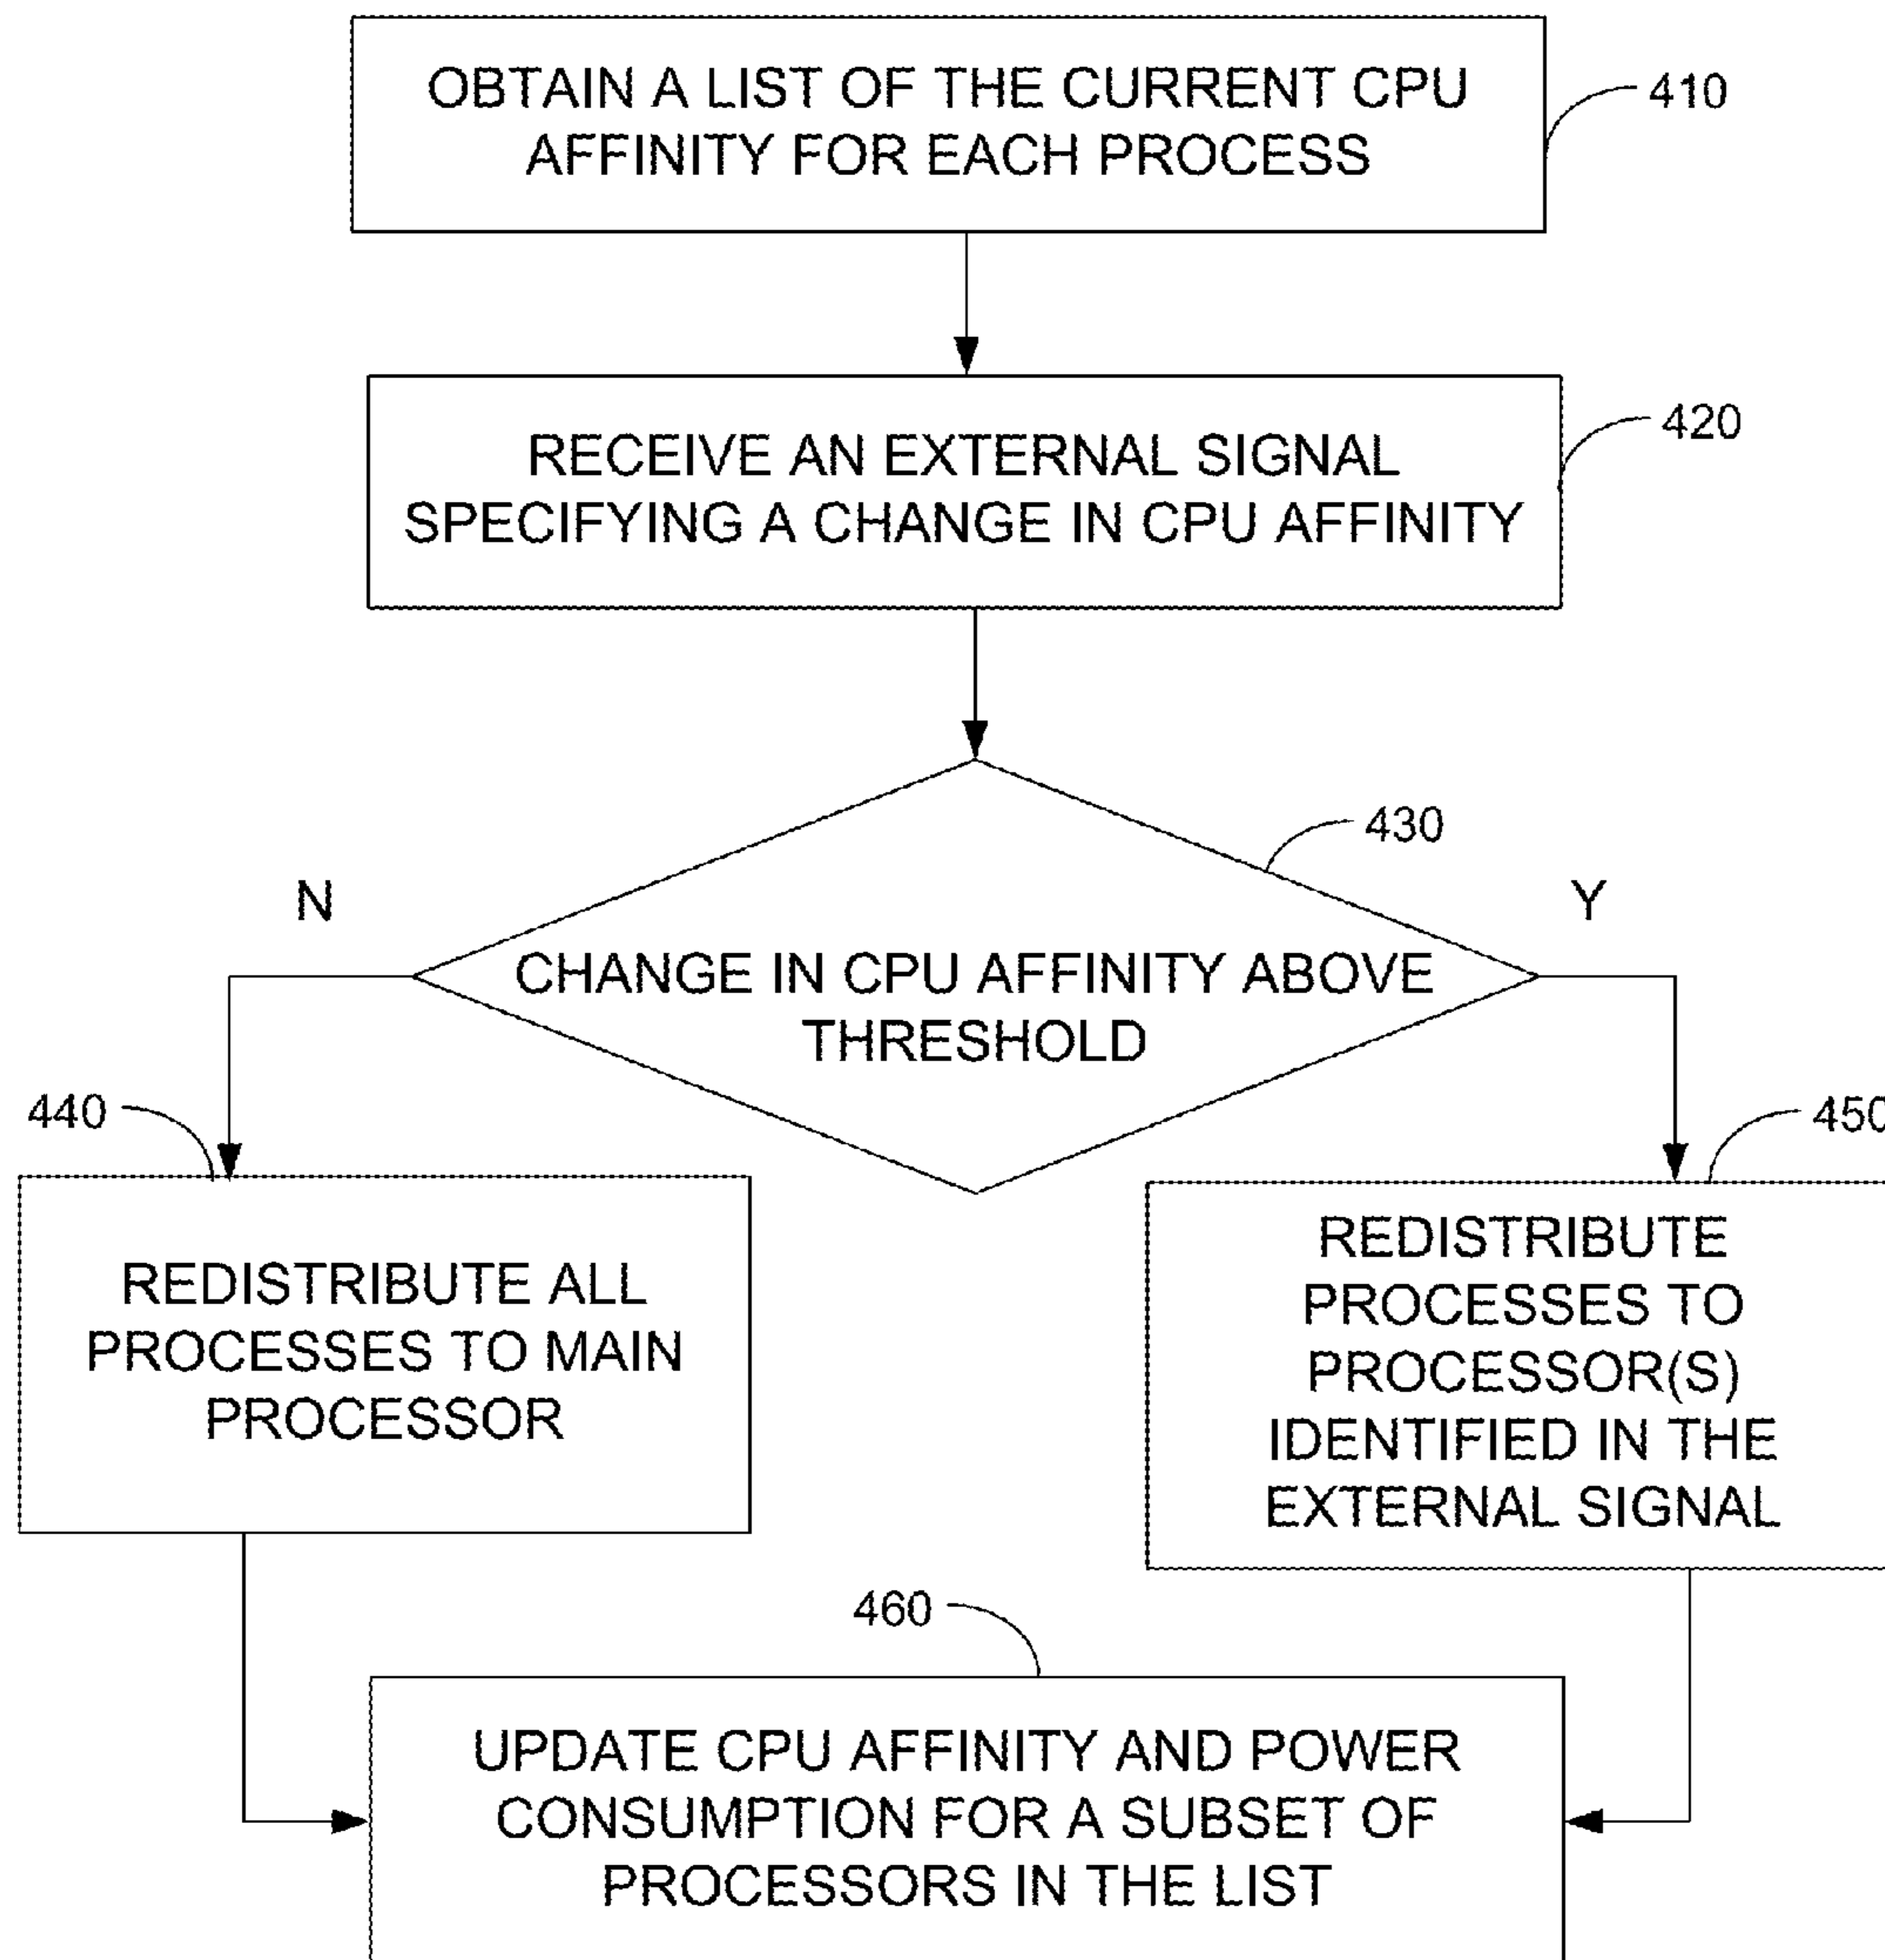 OBTAIN A LIST OF THE CURRENT CPU
AFFINITY FOR EACH PROCESS
410
RECEIVE AN EXTERNAL SIGNAL
SPECIFYING A CHANGE IN CPU AFFINITY
420
430
N
Y
CHANGE IN CPU AFFINITY ABOVE
THRESHOLD
440
450
REDISTRIBUTE ALL
PROCESSES TO MAIN
PROCESSOR
REDISTRIBUTE
PROCESSES TO
PROCESSOR(S)
IDENTIFIED IN THE
EXTERNAL SIGNAL
460
UPDATE CPU AFFINITY AND POWER
CONSUMPTION FOR A SUBSET OF
PROCESSORS IN THE LIST